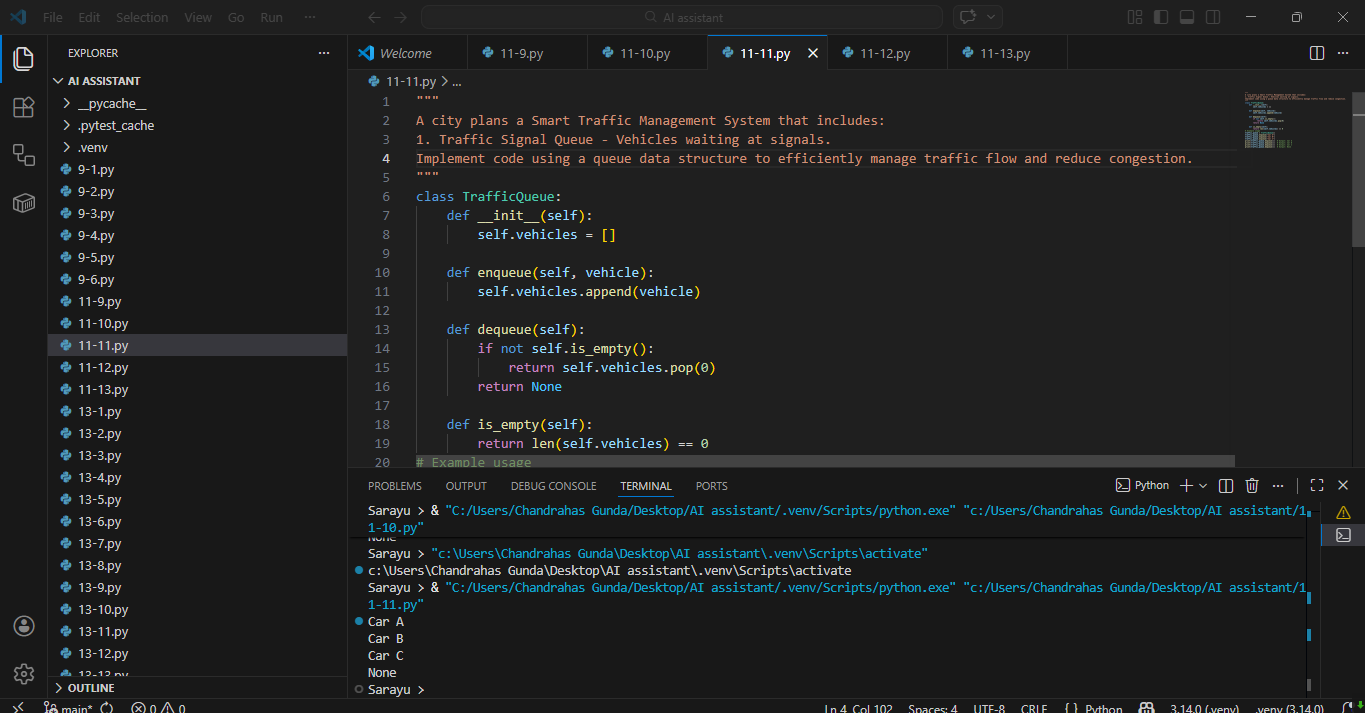 File Edit Selection View Go Run ··· AI assistant
EXPLORER ···
AI ASSISTANT
__pycache__
.pytest_cache
.venv
9-1.py
9-2.py
9-3.py
9-4.py
9-5.py
9-6.py
11-9.py
11-10.py
11-11.py
11-12.py
11-13.py
13-1.py
13-2.py
13-3.py
13-4.py
13-5.py
13-6.py
13-7.py
13-8.py
13-9.py
13-10.py
13-11.py
13-12.py
13-13.py
OUTLINE
Welcome 11-9.py 11-10.py 11-11.py 11-12.py 11-13.py
11-11.py > ...
1 """
2 A city plans a Smart Traffic Management System that includes:
3 1. Traffic Signal Queue - Vehicles waiting at signals.
4 Implement code using a queue data structure to efficiently manage traffic flow and reduce congestion.
5 """
6 class TrafficQueue:
7     def __init__(self):
8         self.vehicles = []
9
10     def enqueue(self, vehicle):
11         self.vehicles.append(vehicle)
12
13     def dequeue(self):
14         if not self.is_empty():
15             return self.vehicles.pop(0)
16         return None
17
18     def is_empty(self):
19         return len(self.vehicles) == 0
20 # Example usage
PROBLEMS OUTPUT DEBUG CONSOLE TERMINAL PORTS Python
Sarayu > & "C:/Users/Chandrahas Gunda/Desktop/AI assistant/.venv/Scripts/python.exe" "c:/Users/Chandrahas Gunda/Desktop/AI assistant/1
1-10.py"
None
Sarayu > "c:\Users\Chandrahas Gunda\Desktop\AI assistant\.venv\Scripts\activate"
c:\Users\Chandrahas Gunda\Desktop\AI assistant\.venv\Scripts\activate
Sarayu > & "C:/Users/Chandrahas Gunda/Desktop/AI assistant/.venv/Scripts/python.exe" "c:/Users/Chandrahas Gunda/Desktop/AI assistant/1
1-11.py"
Car A
Car B
Car C
None
Sarayu >
main* 0 0 Ln 4, Col 102 Spaces: 4 UTF-8 CRLF {} Python 3.14.0 (.venv) .venv (3.14.0)